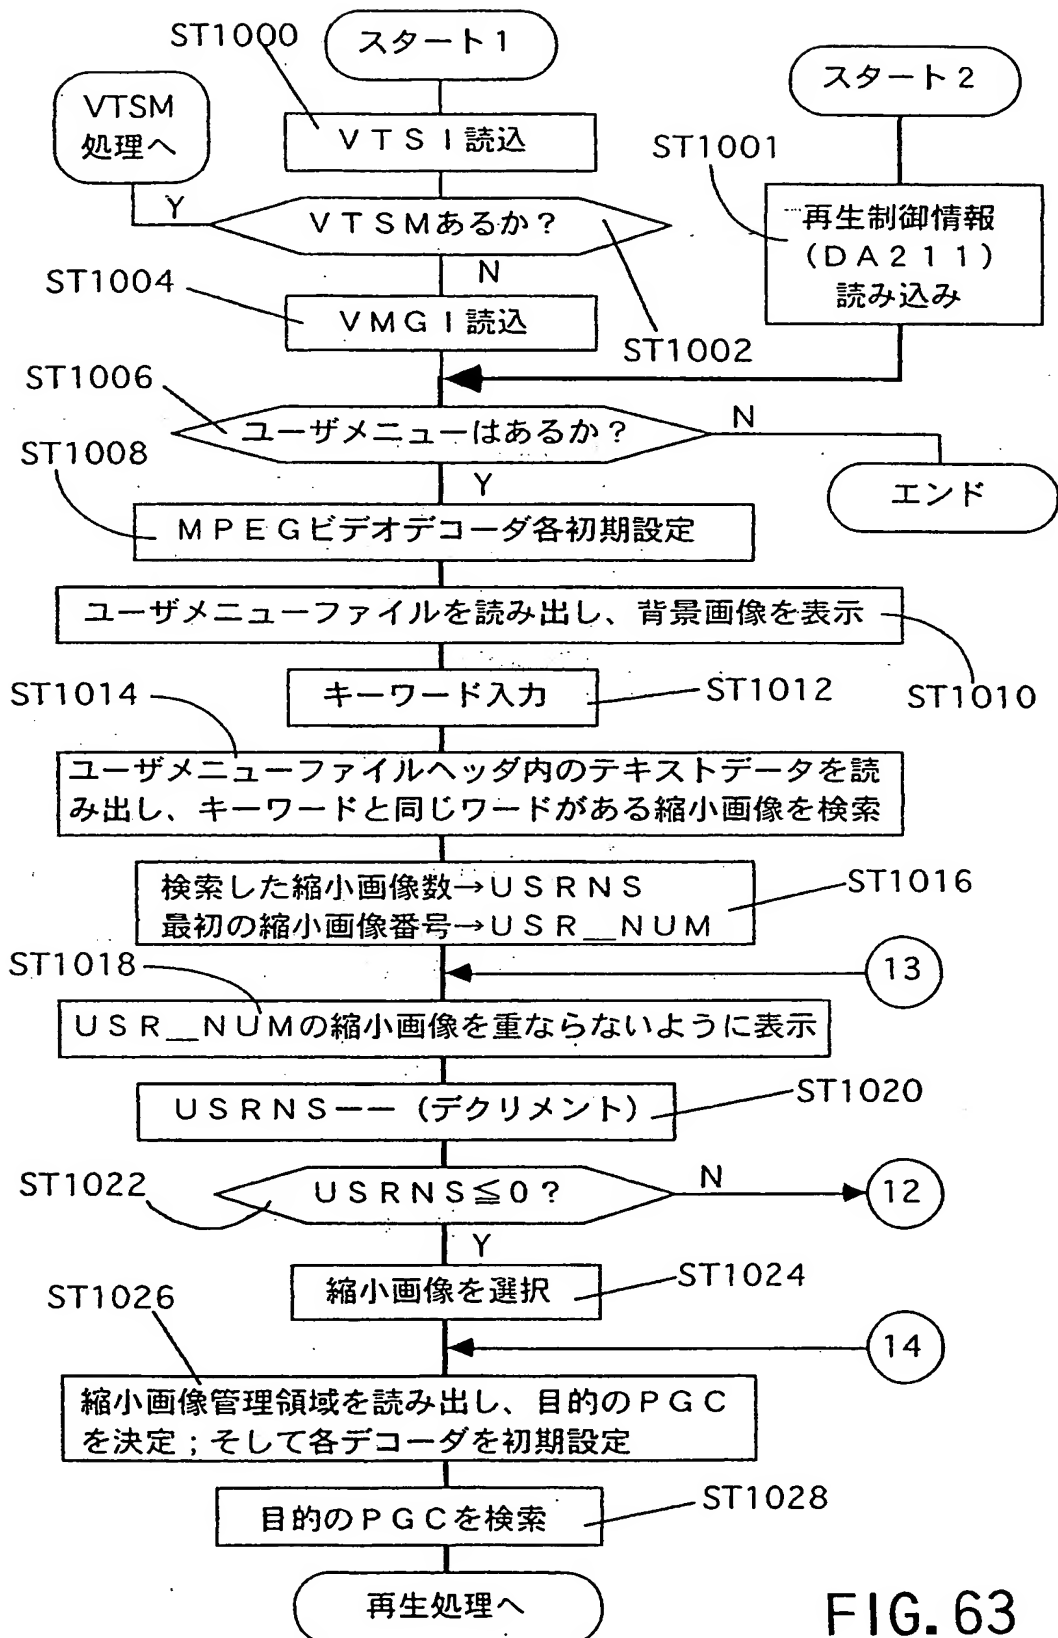 ST1000
スタート1
スタート2
VTSM
処理へ
VTSI読込
ST1001
Y
VTSMあるか?
再生制御情報
(DA211)
読み込み
N
ST1004
VMGI読込
ST1002
ST1006
ユーザメニューはあるか?
N
ST1008
Y
エンド
MPEGビデオデコーダ各初期設定
ユーザメニューファイルを読み出し、背景画像を表示
ST1010
ST1014
キーワード入力
ST1012
ユーザメニューファイルヘッダ内のテキストデータを読
み出し、キーワードと同じワードがある縮小画像を検索
検索した縮小画像数→USRNS
最初の縮小画像番号→USR__NUM
ST1016
ST1018
13
USR__NUMの縮小画像を重ならないように表示
USRNS−−(デクリメント)
ST1020
ST1022
USRNS≦0?
N
12
Y
縮小画像を選択
ST1024
ST1026
14
縮小画像管理領域を読み出し、目的のPGC
を決定;そして各デコーダを初期設定
目的のPGCを検索
ST1028
再生処理へ
FIG. 63